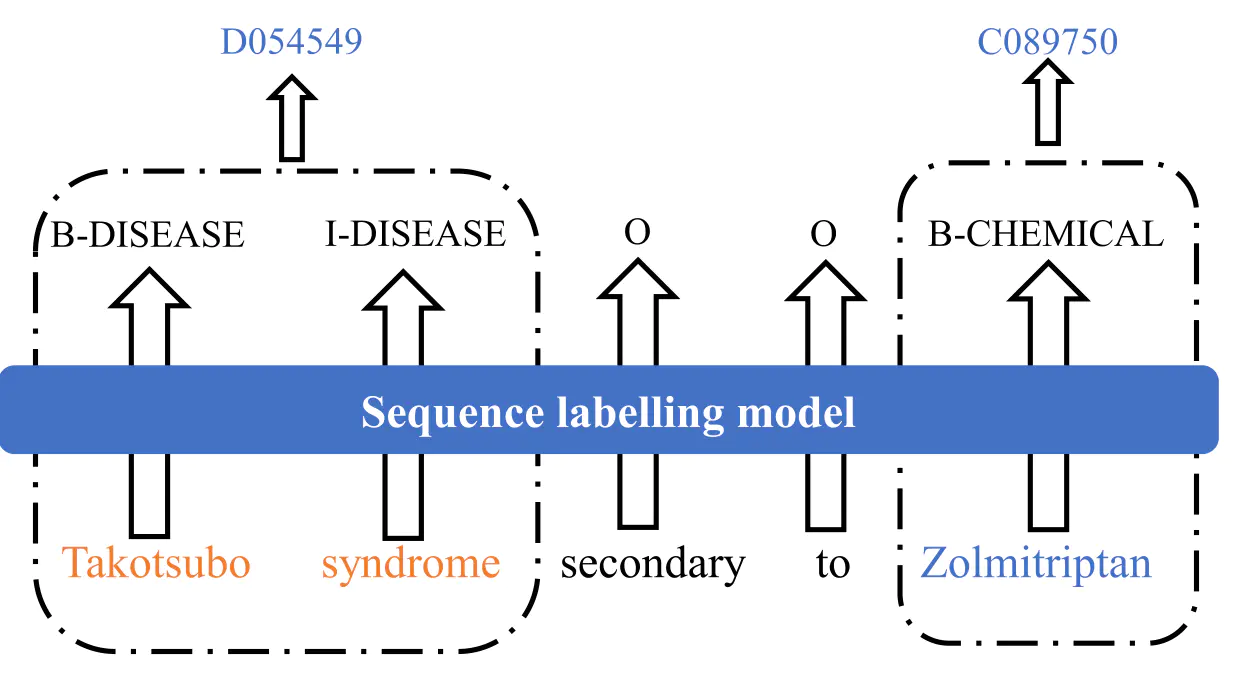 D054549 C089750
B-DISEASE I-DISEASE O O B-CHEMICAL
Sequence labelling model
Takotsubo syndrome secondary to Zolmitriptan